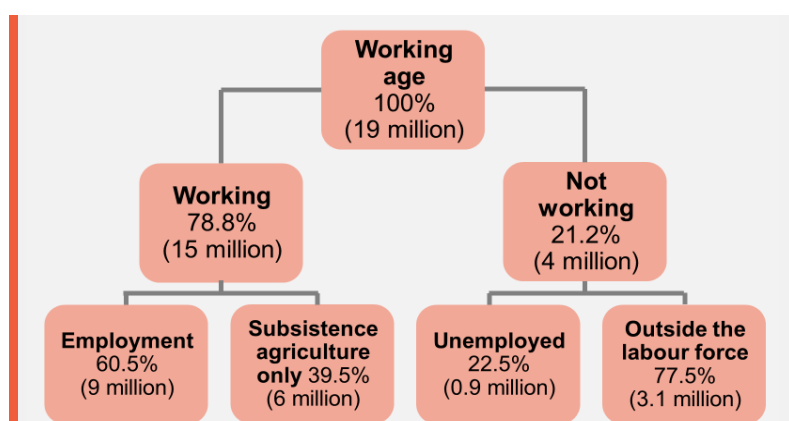 Working
age
100%
(19 million)
Working
78.8%
(15 million)
Not
working
21.2%
(4 million)
Employment
60.5%
(9 million)
Subsistence
agriculture
only 39.5%
(6 million)
Unemployed
22.5%
(0.9 million)
Outside the
labour force
77.5%
(3.1 million)